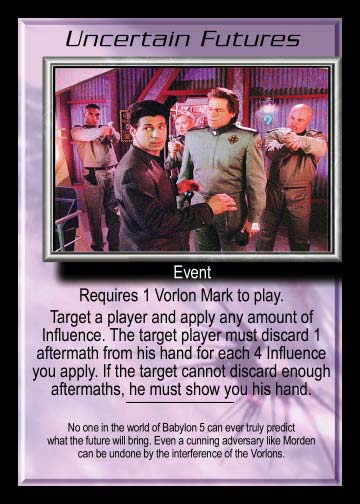 Uncertain Futures
Event
Requires 1 Vorlon Mark to play.
Target a player and apply any amount of
Influence. The target player must discard 1
aftermath from his hand for each 4 Influence
you apply. If the target cannot discard enough
aftermaths, he must show you his hand.
No one in the world of Babylon 5 can ever truly predict
what the future will bring. Even a cunning adversary like Morden
can be undone by the interference of the Vorlons.